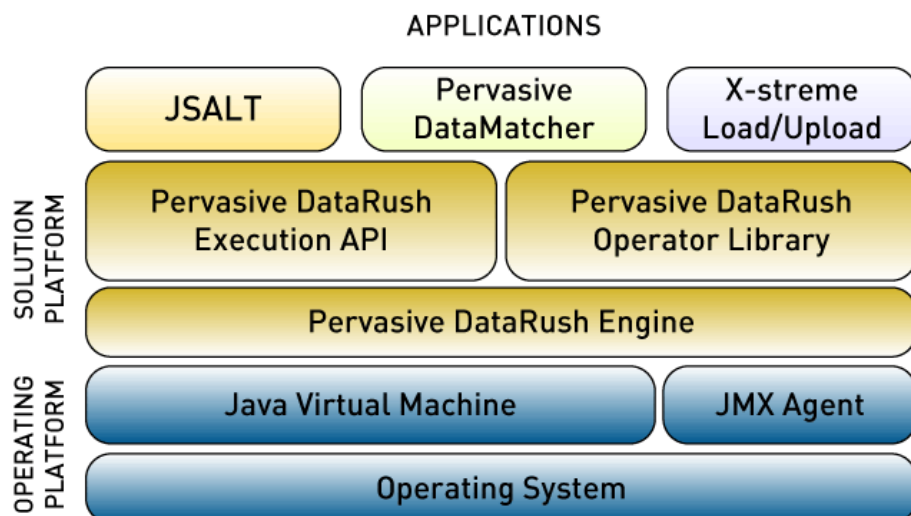 APPLICATIONS
JSALT
Pervasive
DataMatcher
X-streme
Load/Upload
SOLUTION
PLATFORM
Pervasive DataRush
Execution API
Pervasive DataRush
Operator Library
Pervasive DataRush Engine
OPERATING
PLATFORM
Java Virtual Machine
JMX Agent
Operating System